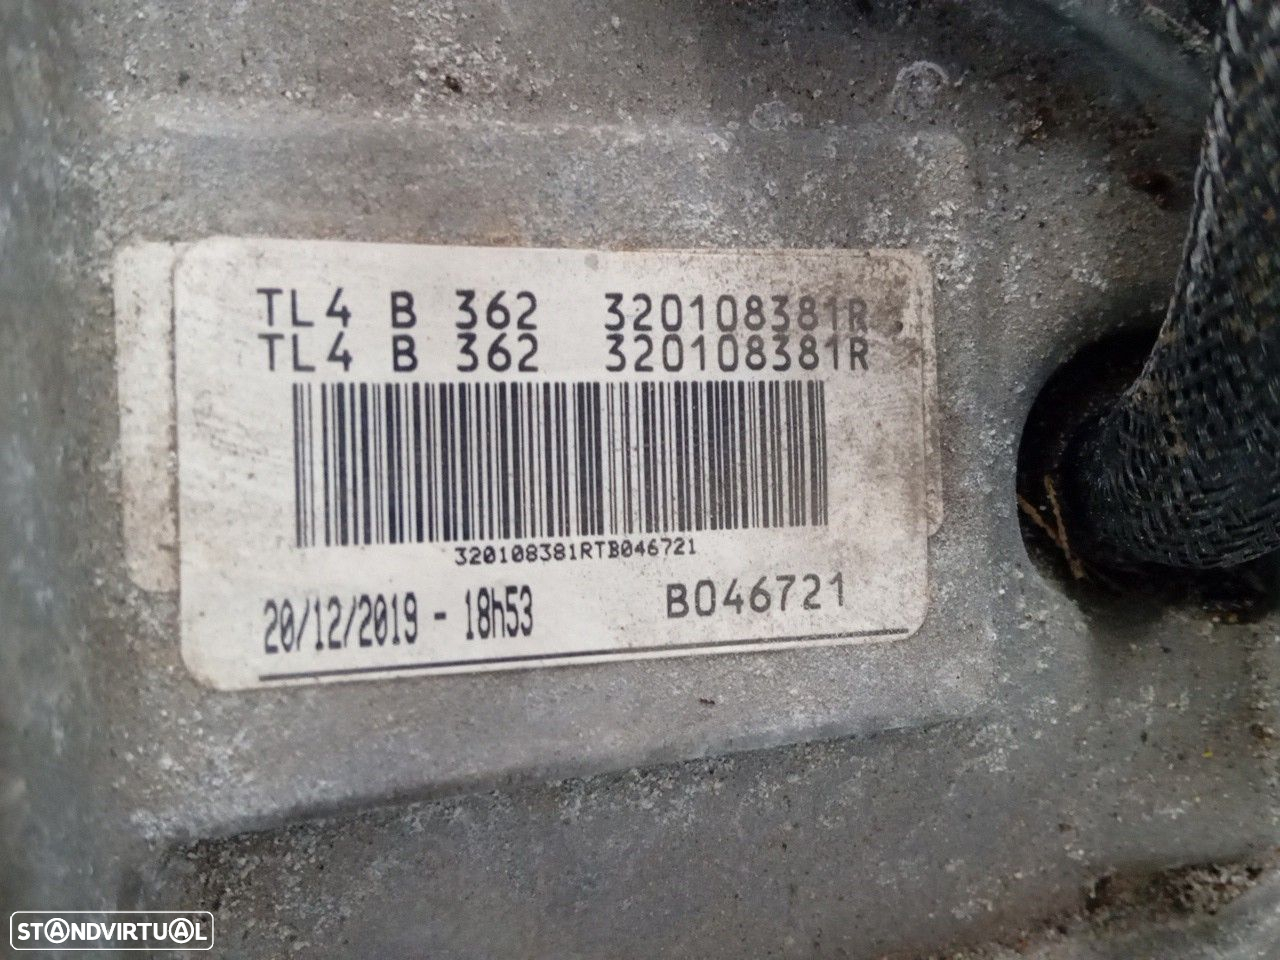 TL4 B 362 320108381R
TL4 B 362 320108381R
320108381RTB046721
20/12/2019 - 18h53 B046721
STANDVIRTUAL